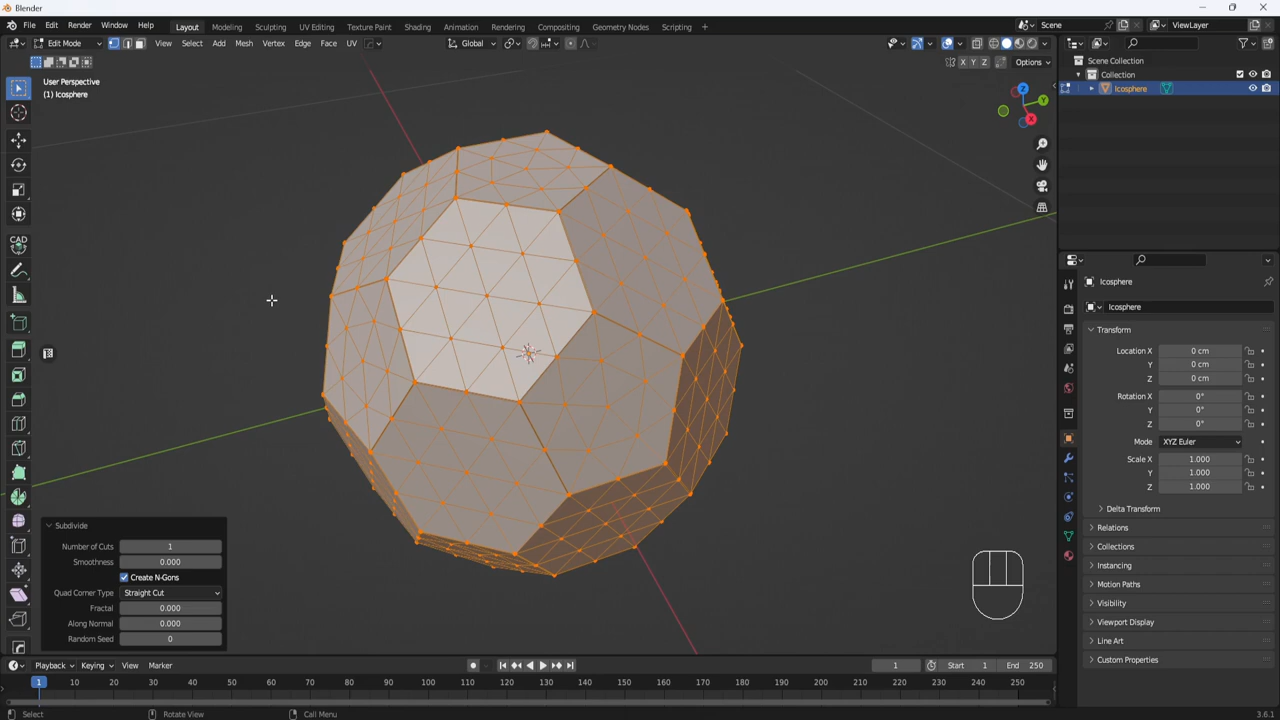 Blender
File Edit Render Window Help Layout Modeling Sculpting UV Editing Texture Paint Shading Animation Rendering Compositing Geometry Nodes Scripting + Scene ViewLayer
Edit Mode View Select Add Mesh Vertex Edge Face UV Global
X Y Z Options
User Perspective
(1) Icosphere
Z
Y
X
CAD
Scene Collection
Collection
Icosphere
Icosphere
Icosphere
Transform
Location X 0 cm
Y 0 cm
Z 0 cm
Rotation X 0°
Y 0°
Z 0°
Mode XYZ Euler
Scale X 1.000
Y 1.000
Z 1.000
Delta Transform
Relations
Collections
Instancing
Motion Paths
Visibility
Viewport Display
Line Art
Custom Properties
Subdivide
Number of Cuts 1
Smoothness 0.000
Create N-Gons
Quad Corner Type Straight Cut
Fractal 0.000
Along Normal 0.000
Random Seed 0
Playback Keying View Marker 1 Start 1 End 250
1 10 20 30 40 50 60 70 80 90 100 110 120 130 140 150 160 170 180 190 200 210 220 230 240 250
Select Rotate View Call Menu 3.6.1